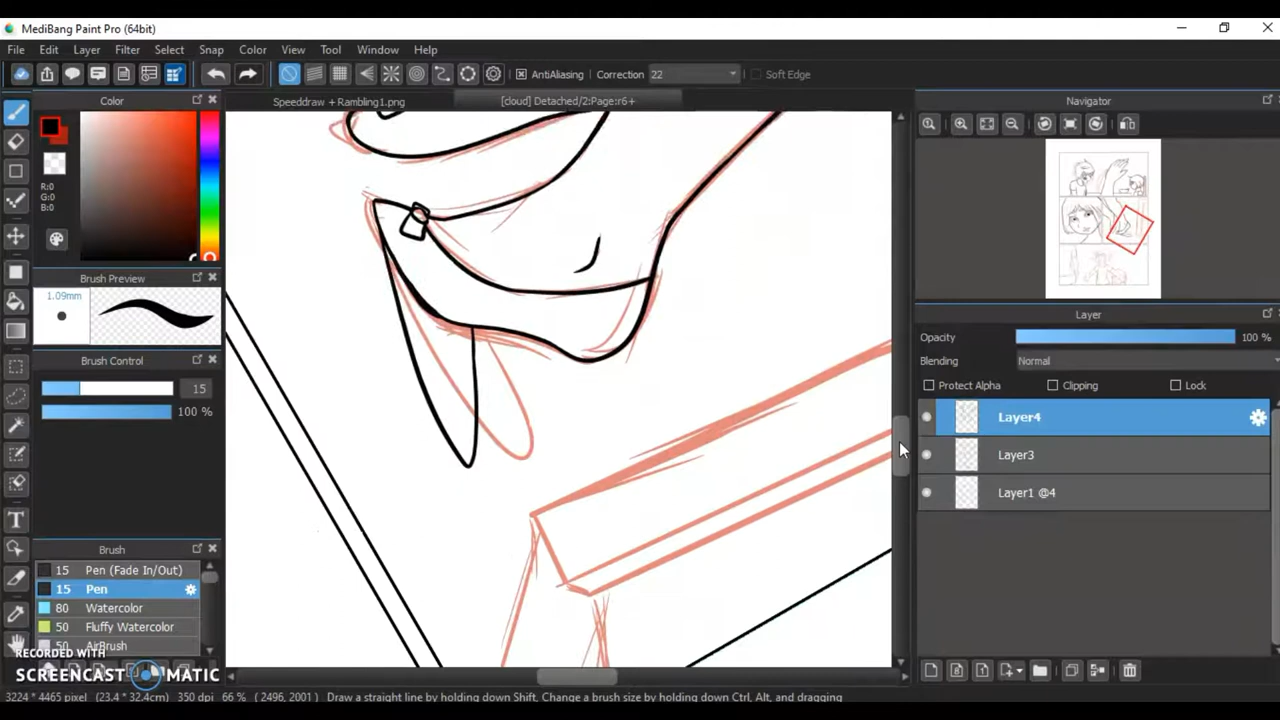 MediBang Paint Pro (64bit)
File Edit Layer Filter Select Snap Color View Tool Window Help
AntiAliasing Correction 22 Soft Edge
Color
Speeddraw +Rambling1.png
[cloud] Detached/2:Page:r6+
Navigator
R:0
G:0
B:0
Brush Preview
1.09mm
Brush Control
15
100 %
Layer
Opacity 100 %
Blending Normal
Protect Alpha Clipping Lock
Layer4
Layer3
Layer1 @4
Brush
15 Pen (Fade In/Out)
15 Pen
80 Watercolor
50 Fluffy Watercolor
50 AirBrush
RECORDED WITH
SCREENCAST MATIC
3224 * 4465 pixel (23.4 * 32.4cm) 350 dpi 66 % ( 2496, 2001 ) Draw a straight line by holding down Shift, Change a brush size by holding down Ctrl, Alt, and dragging